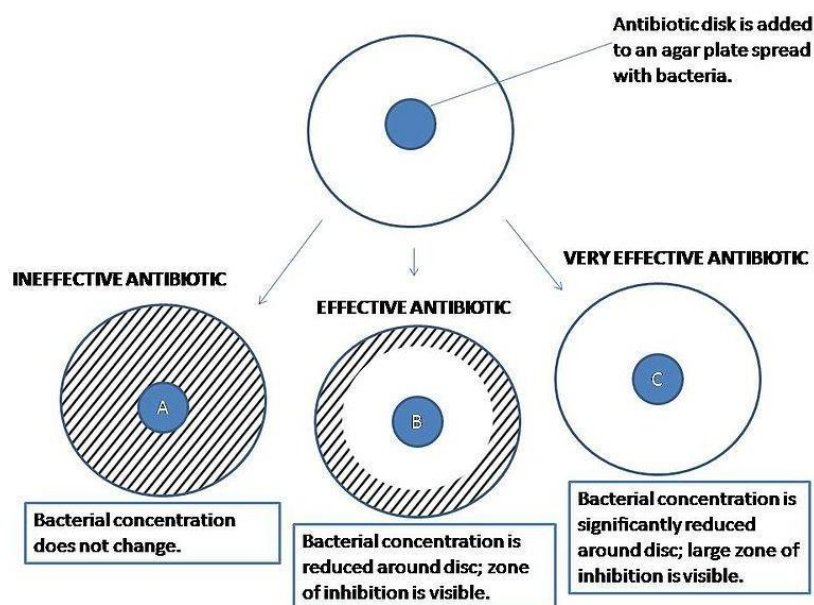 Antibiotic disk is added
to an agar plate spread
with bacteria.
INEFFECTIVE ANTIBIOTIC
EFFECTIVE ANTIBIOTIC
VERY EFFECTIVE ANTIBIOTIC
A
B
C
Bacterial concentration
does not change.
Bacterial concentration is
reduced around disc; zone
of inhibition is visible.
Bacterial concentration is
significantly reduced
around disc; large zone of
inhibition is visible.